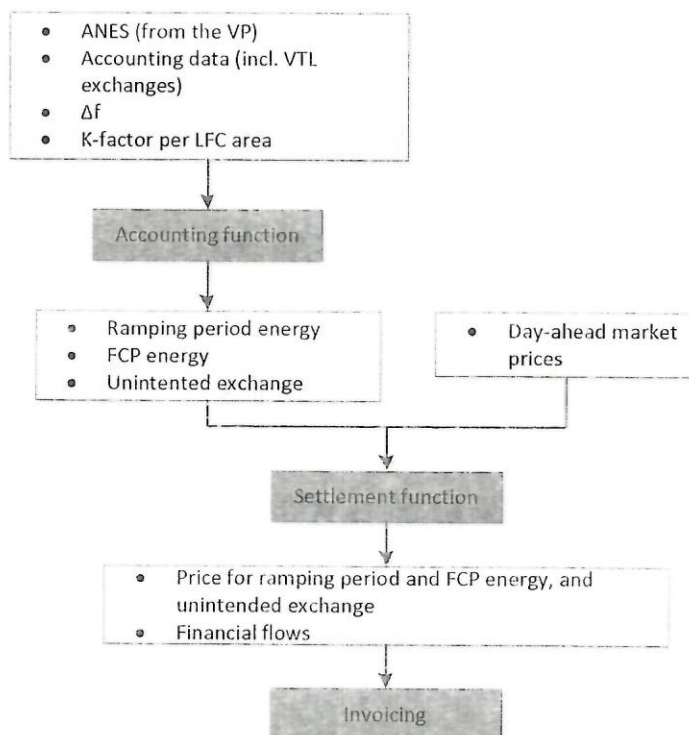 • ANES (from the VP)
• Accounting data (incl. VTL
exchanges)
• Δf
• K-factor per LFC area
Accounting function
• Ramping period energy
• FCP energy
• Unintented exchange
• Day-ahead market
prices
Settlement function
• Price for ramping period and FCP energy, and
unintended exchange
• Financial flows
Invoicing